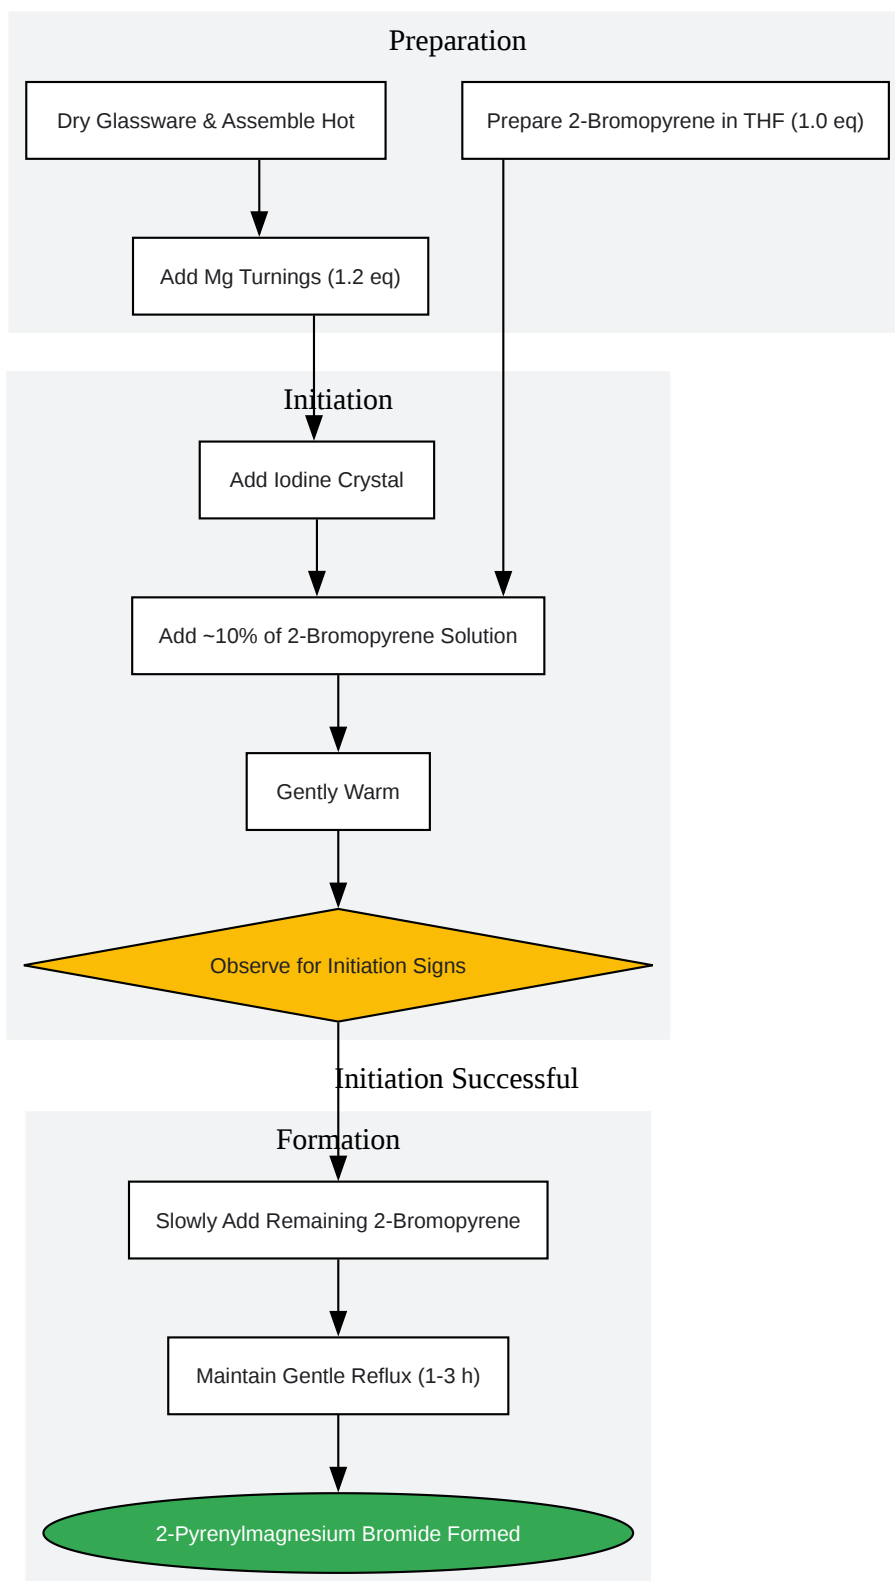 Preparation
Dry Glassware & Assemble Hot
Prepare 2-Bromopyrene in THF (1.0 eq)
Add Mg Turnings (1.2 eq)
Initiation
Add Iodine Crystal
Add ~10% of 2-Bromopyrene Solution
Gently Warm
Observe for Initiation Signs
Initiation Successful
Formation
Slowly Add Remaining 2-Bromopyrene
Maintain Gentle Reflux (1-3 h)
2-Pyrenylmagnesium Bromide Formed